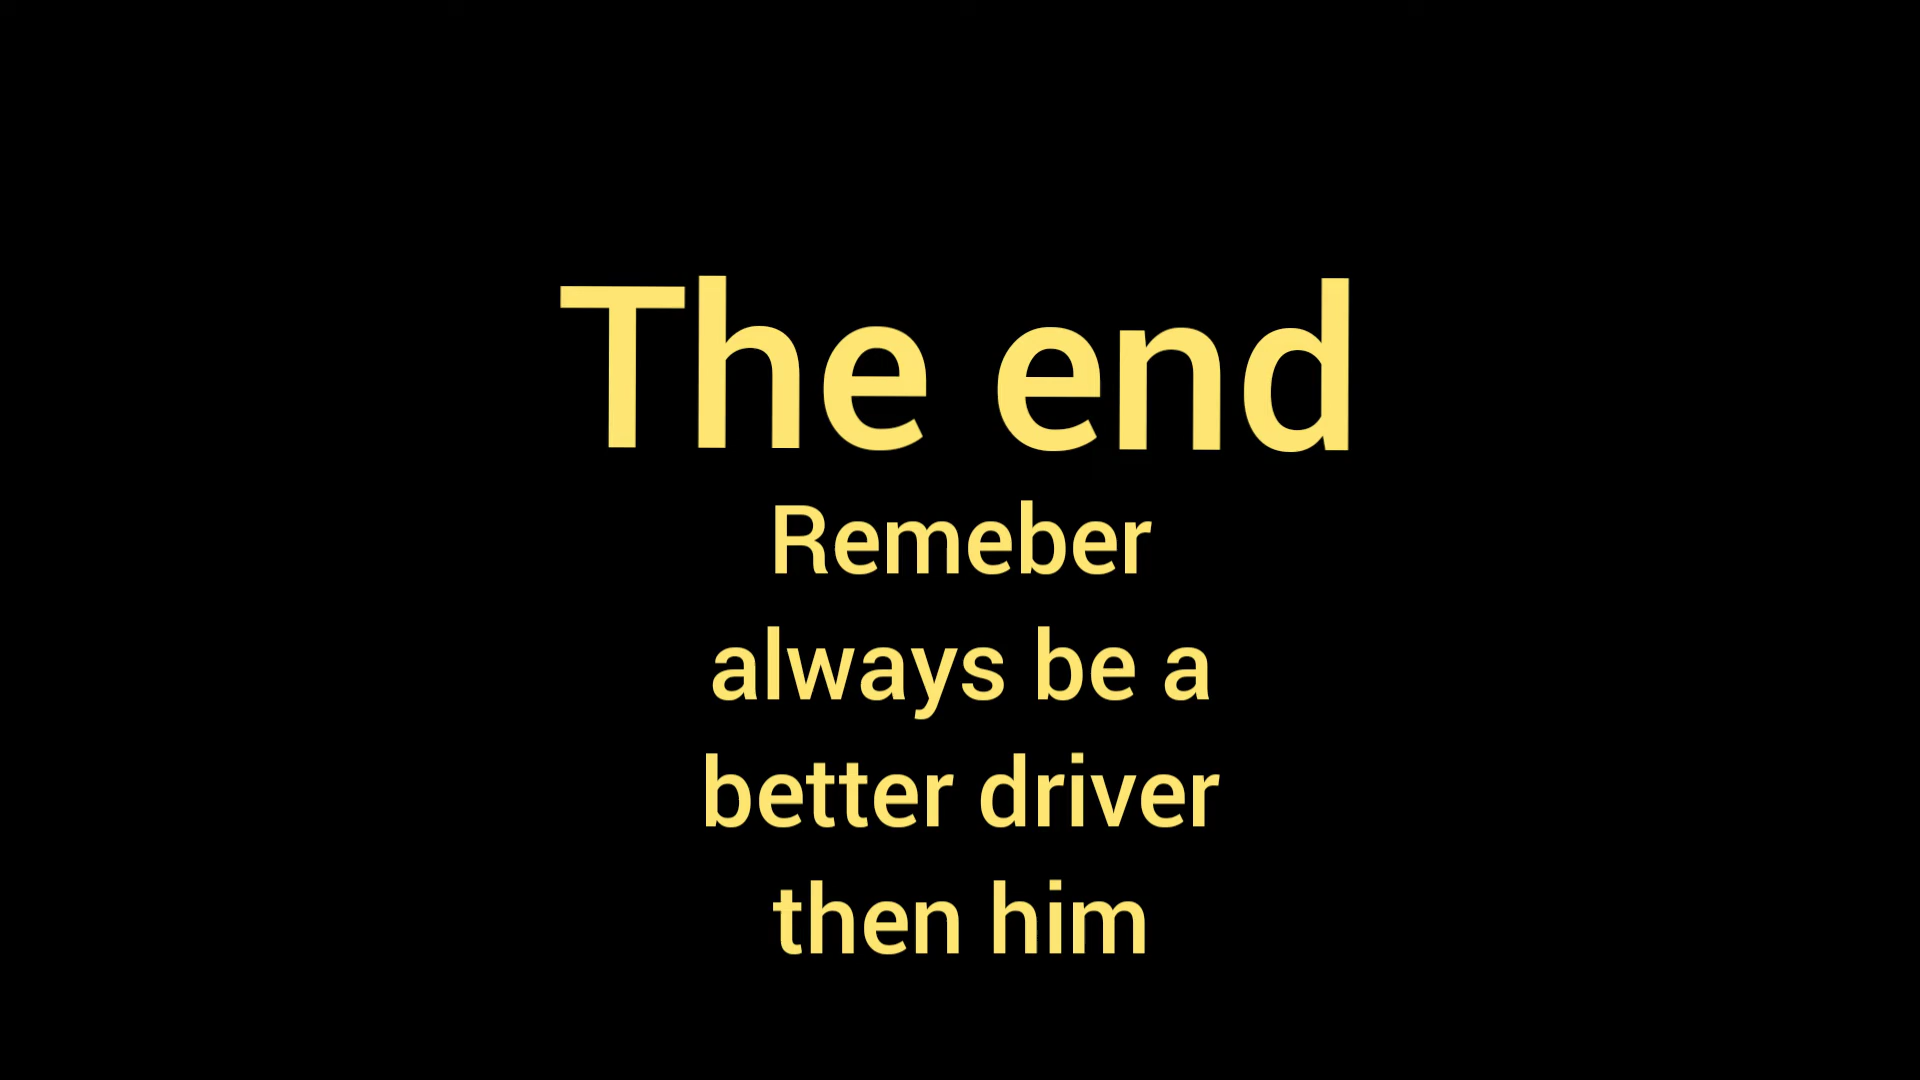 The end
Remeber
always be a
better driver
then him